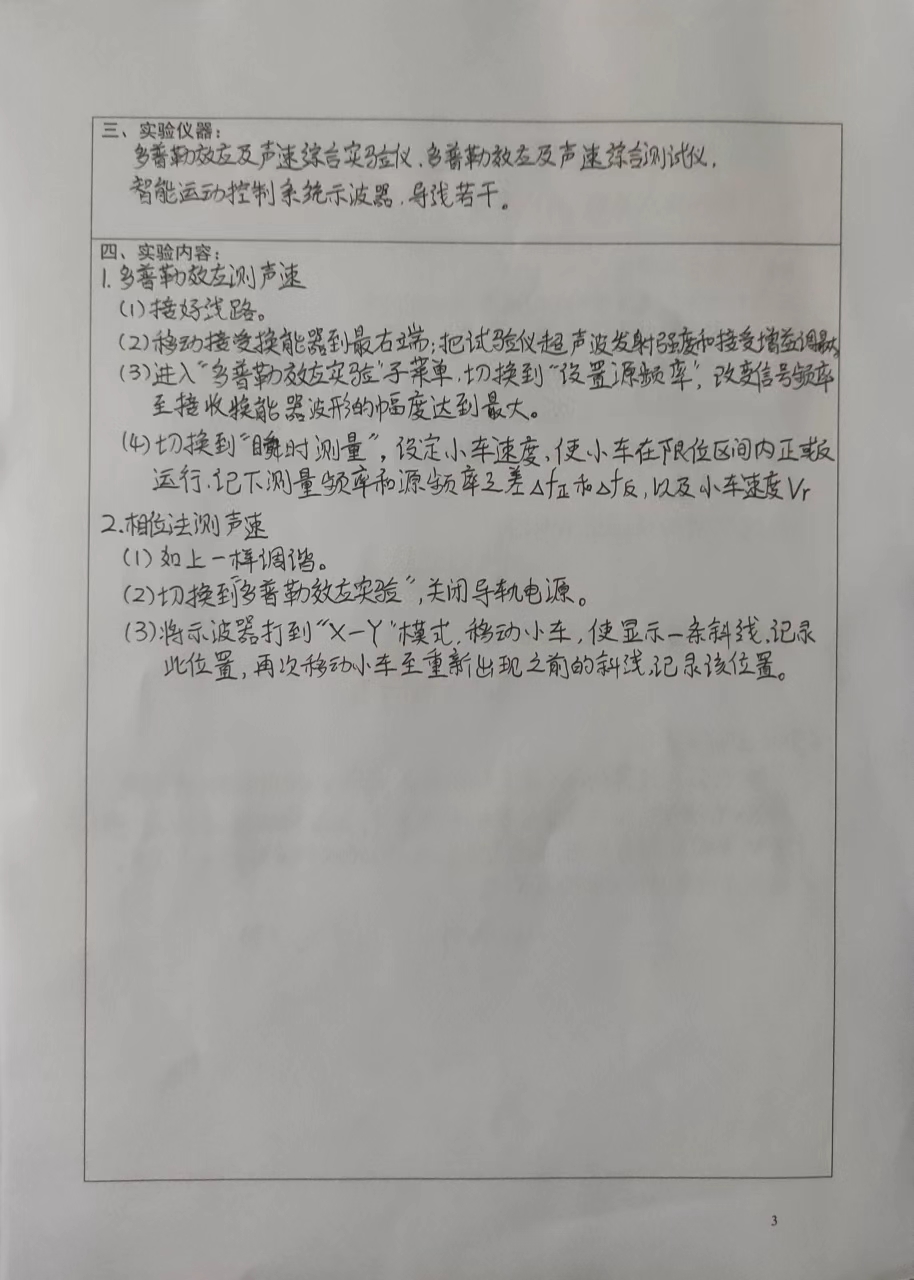 三、实验仪器：
多普勒效应及声速综合实验仪，多普勒效应及声速综合测试仪，
智能运动控制系统示波器，导线若干。
四、实验内容：
1.多普勒效应测声速
(1)接好线路。
(2)移动接受换能器到最右端；把试验仪超声波发射强度和接受增益调最大
(3)进入“多普勒效应实验”子菜单，切换到“设置源频率”，改变信号频率
至接收换能器波形的幅度达到最大。
(4)切换到“瞬时测量”，设定小车速度，使小车在限位区间内正或反
运行，记下测量频率和源频率之差Δf正和Δf反，以及小车速度Vr
2.相位法测声速
(1)如上一样调谐。
(2)切换到“多普勒效应实验”，关闭导轨电源。
(3)将示波器打到“X-Y”模式，移动小车，使显示一条斜线，记录
此位置，再次移动小车至重新出现之前的斜线，记录该位置。
3